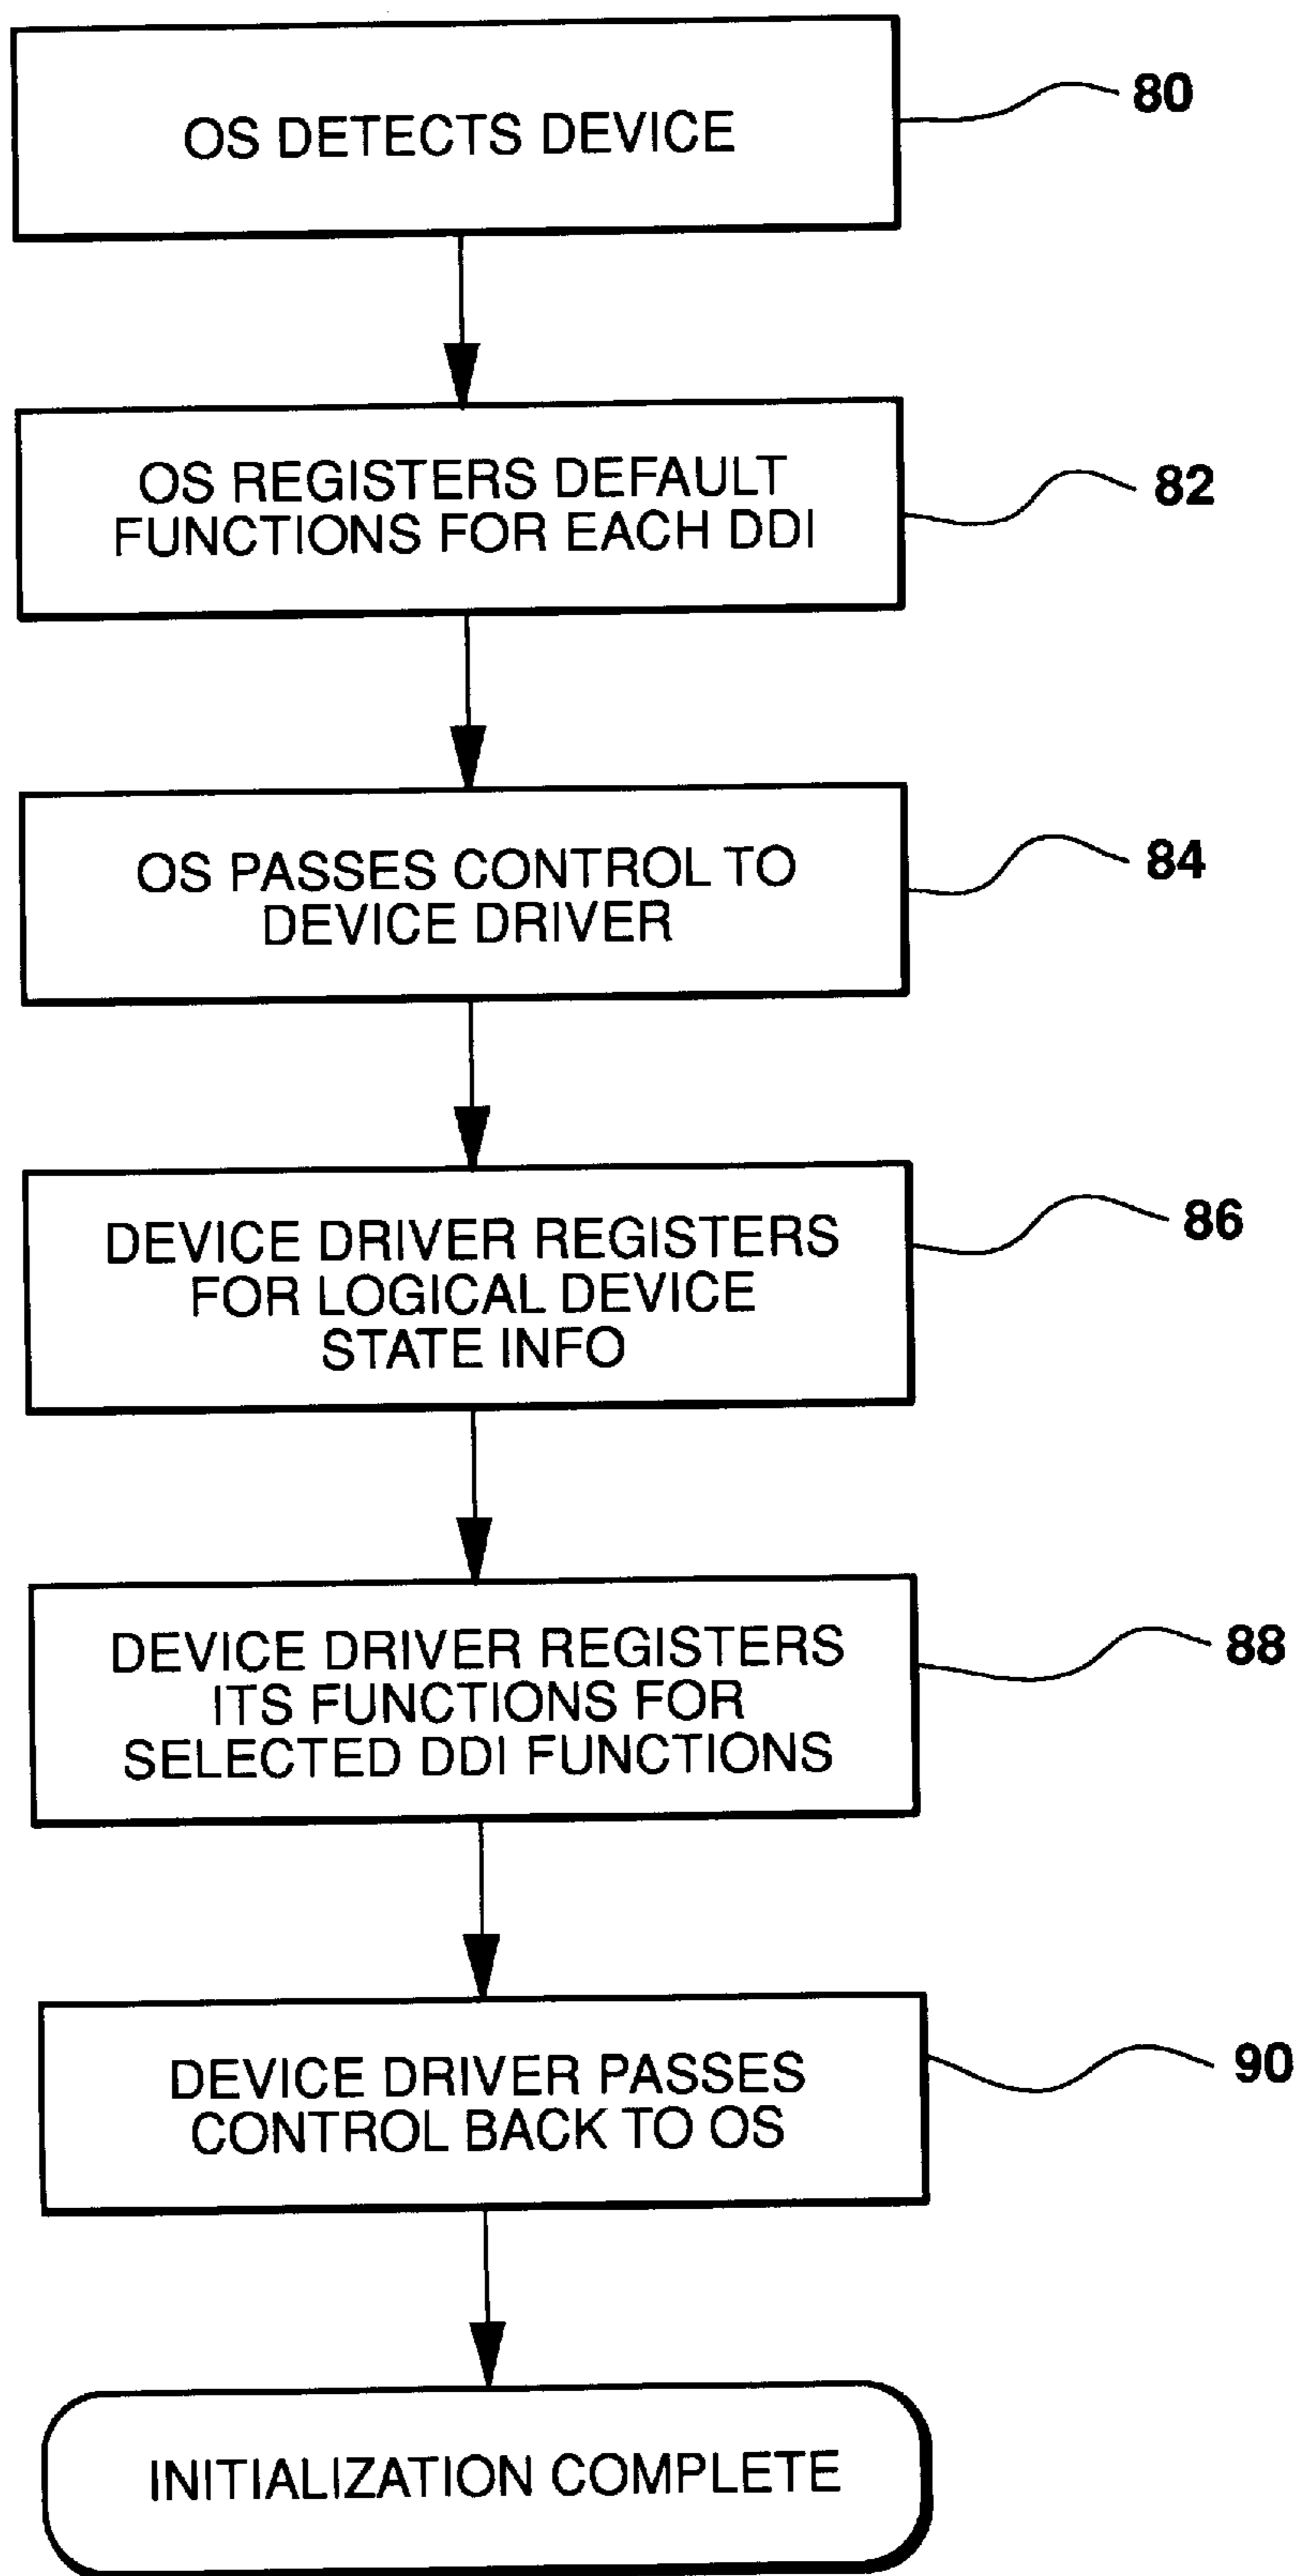 OS DETECTS DEVICE
80
OS REGISTERS DEFAULT
FUNCTIONS FOR EACH DDI
82
OS PASSES CONTROL TO
DEVICE DRIVER
84
DEVICE DRIVER REGISTERS
FOR LOGICAL DEVICE
STATE INFO
86
DEVICE DRIVER REGISTERS
ITS FUNCTIONS FOR
SELECTED DDI FUNCTIONS
88
DEVICE DRIVER PASSES
CONTROL BACK TO OS
90
INITIALIZATION COMPLETE